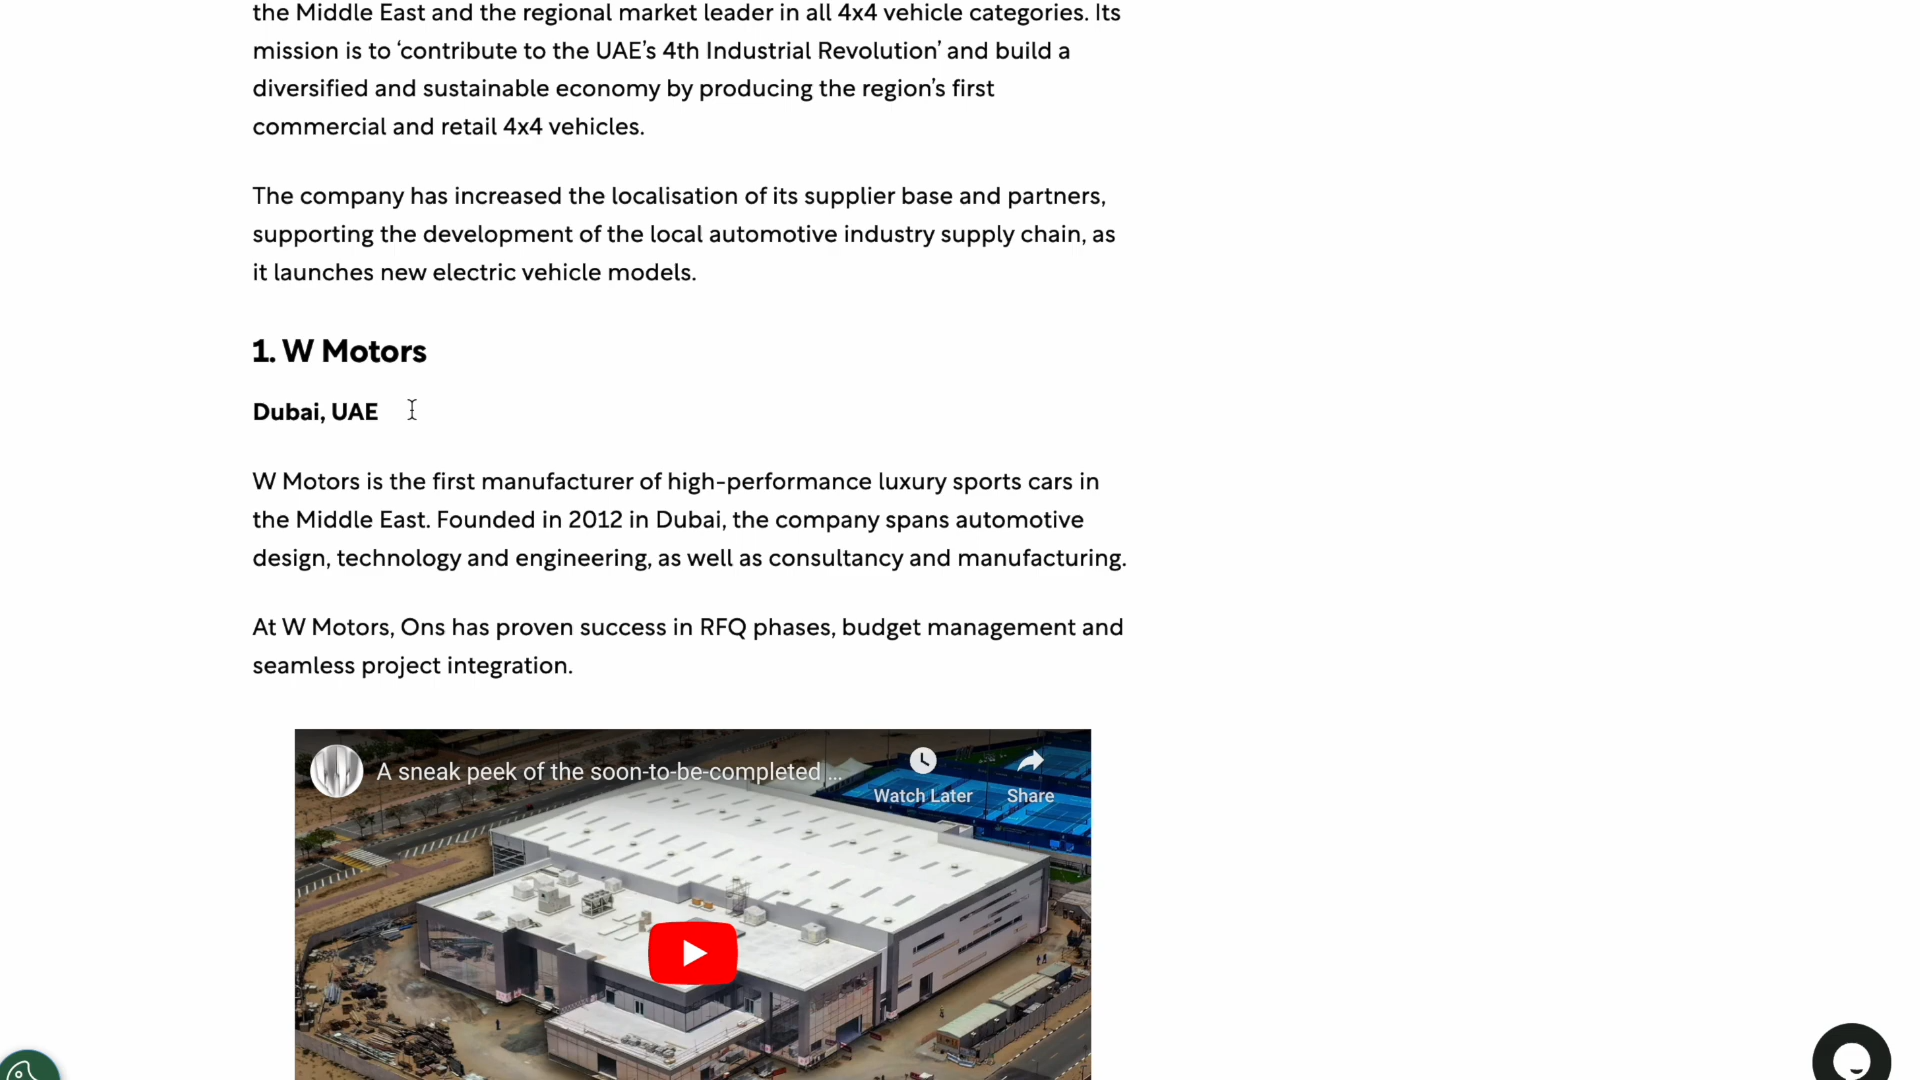 the Middle East and the regional market leader in all 4x4 vehicle categories. Its
mission is to ‘contribute to the UAE’s 4th Industrial Revolution’ and build a
diversified and sustainable economy by producing the region’s first
commercial and retail 4x4 vehicles.
The company has increased the localisation of its supplier base and partners,
supporting the development of the local automotive industry supply chain, as
it launches new electric vehicle models.
1. W Motors
Dubai, UAE
W Motors is the first manufacturer of high-performance luxury sports cars in
the Middle East. Founded in 2012 in Dubai, the company spans automotive
design, technology and engineering, as well as consultancy and manufacturing.
At W Motors, Ons has proven success in RFQ phases, budget management and
seamless project integration.
A sneak peek of the soon-to-be-completed ...
Watch Later
Share